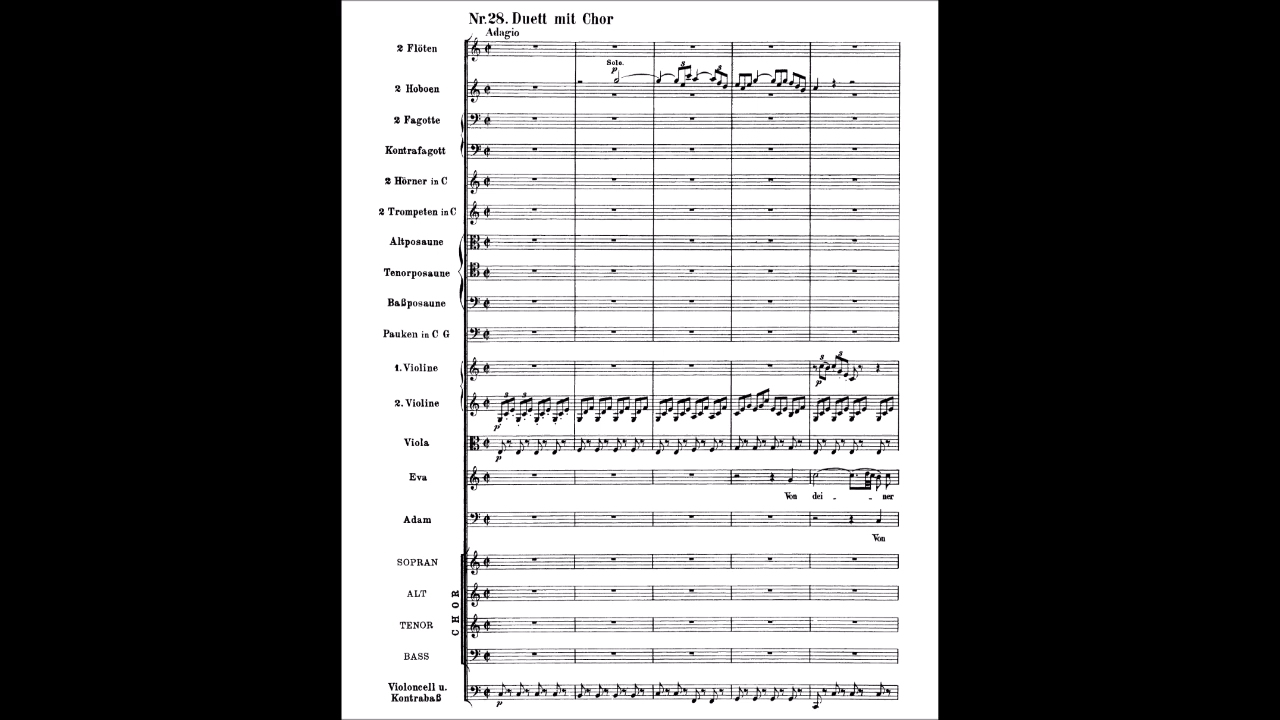 Nr. 28. Duett mit Chor
Adagio
2 Flöten
Solo.
p
2 Hoboen
2 Fagotte
Kontrafagott
2 Hörner in C
2 Trompeten in C
Altposaune
Tenorposaune
Baßposaune
Pauken in C G
1. Violine
p
2. Violine
p
Viola
p
Eva
Von dei - - ner
Adam
Von
CHOR
SOPRAN
ALT
TENOR
BASS
Violoncell u.
Kontrabaß
p